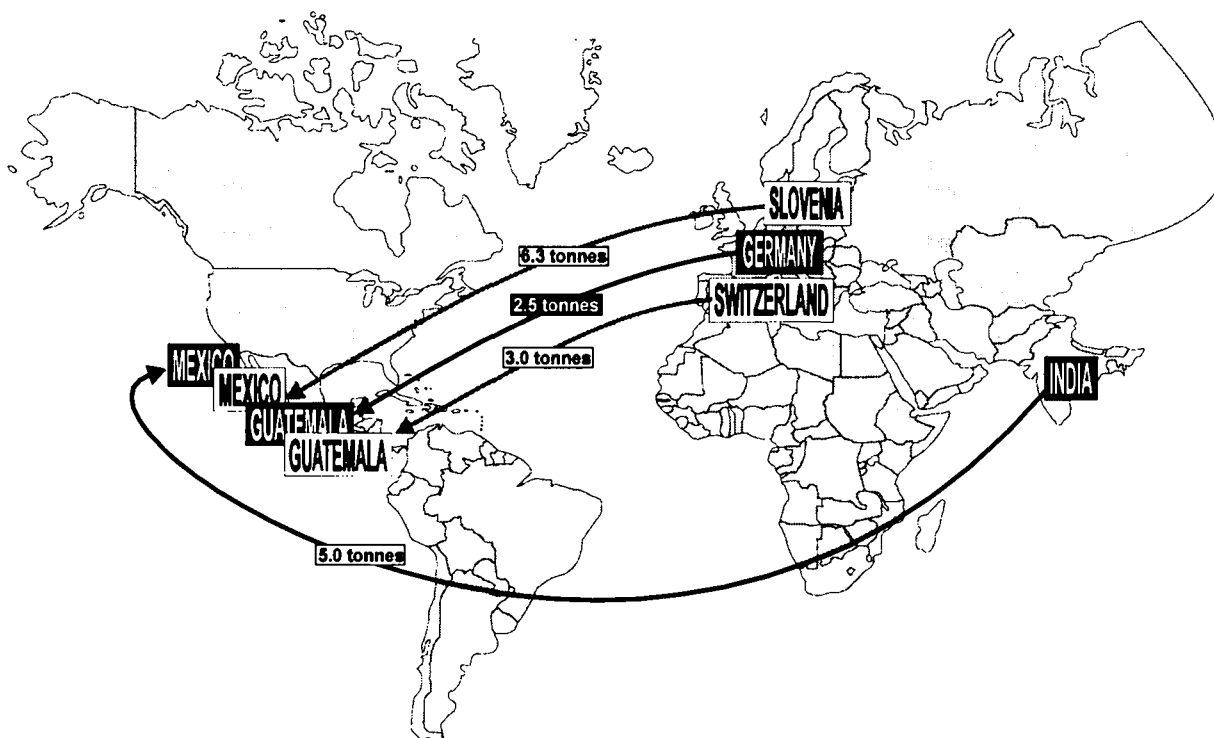 SLOVENIA
6.3 tonnes
GERMANY
2.5 tonnes
SWITZERLAND
3.0 tonnes
MEXICO
INDIA
MEXICO
GUATEMALA
GUATEMALA
5.0 tonnes